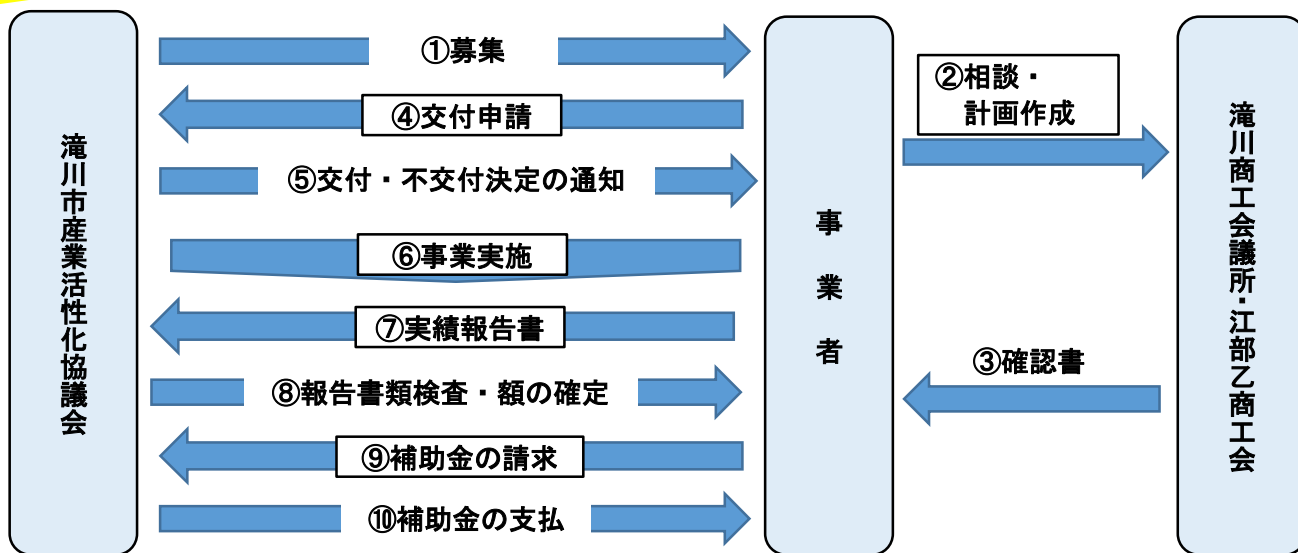 滝川市産業活性化協議会
①募集
④交付申請
⑤交付・不交付決定の通知
⑥事業実施
⑦実績報告書
⑧報告書類検査・額の確定
⑨補助金の請求
⑩補助金の支払
事業者
②相談・
計画作成
③確認書
滝川商工会議所・江部乙商工会